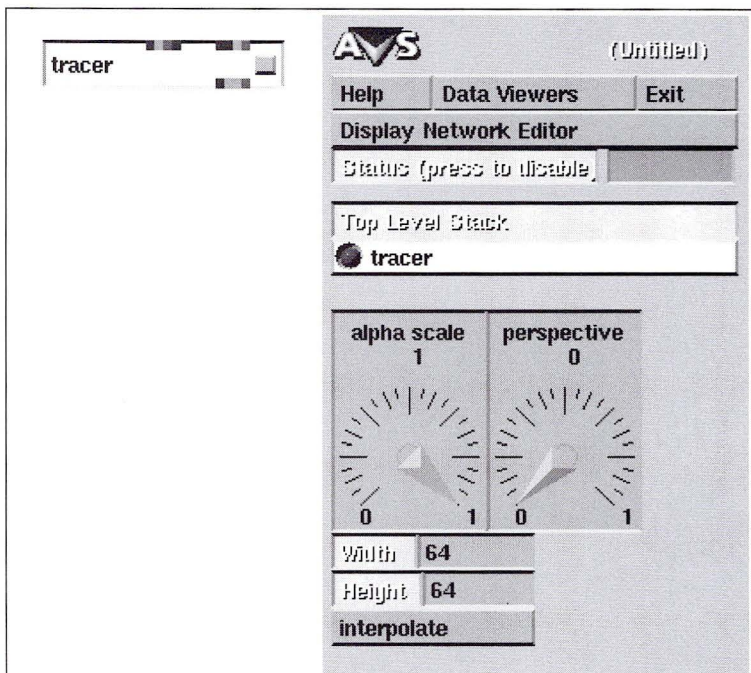 tracer
AVS
(Untitled)
Help Data Viewers Exit
Display Network Editor
Status (press to disable)
Top Level Stack
tracer
alpha scale perspective
1 0
0 1 0 1
Width 64
Height 64
interpolate